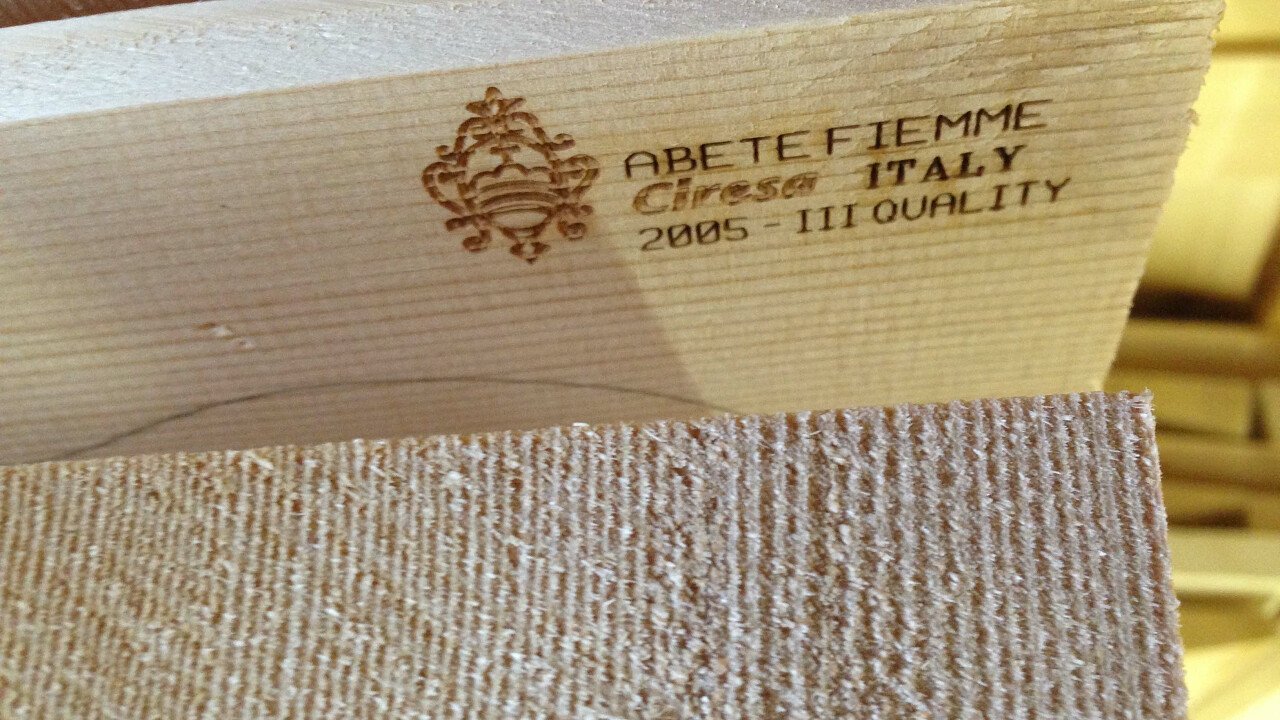 ABETE FIEMME
Ciresa ITALY
2005 - III QUALITY